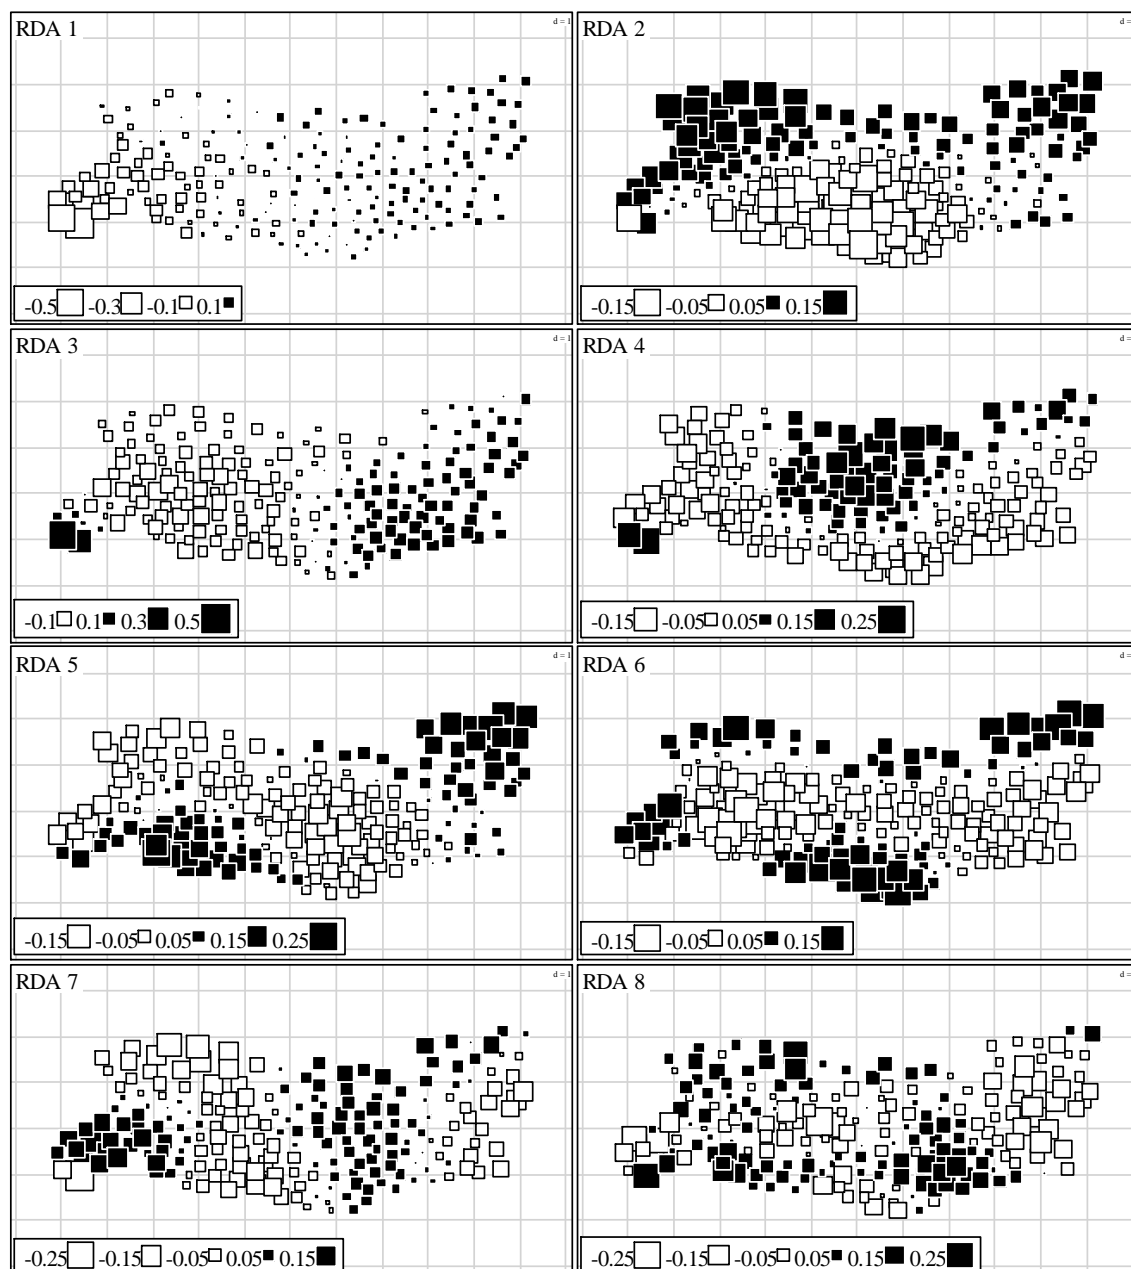 RDA 1
d = 1
RDA 2
d =
-0.5 -0.3 -0.1 0.1
-0.15 -0.05 0.05 0.15
RDA 3
d = 1
RDA 4
d =
-0.1 0.1 0.3 0.5
-0.15 -0.05 0.05 0.15 0.25
RDA 5
d = 1
RDA 6
d =
-0.15 -0.05 0.05 0.15 0.25
-0.15 -0.05 0.05 0.15
RDA 7
d = 1
RDA 8
d =
-0.25 -0.15 -0.05 0.05 0.15
-0.25 -0.15 -0.05 0.05 0.15 0.25